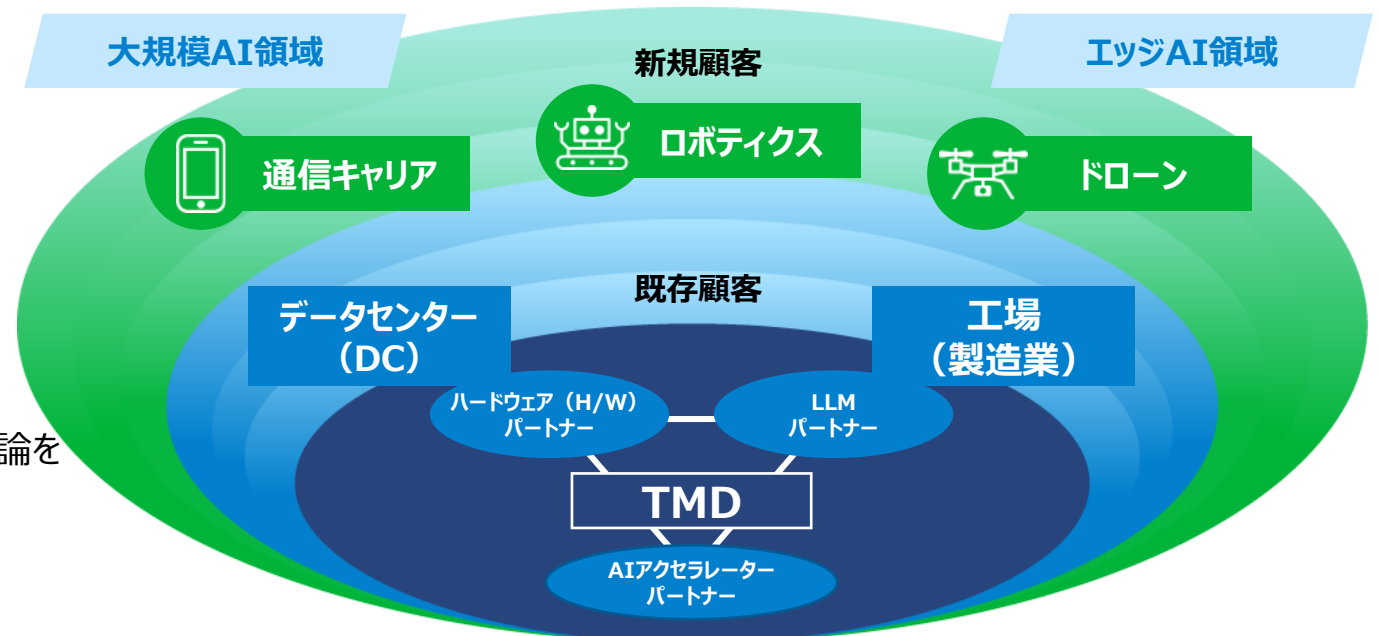 大規模AI領域
新規顧客
エッジAI領域
通信キャリア
ロボティクス
ドローン
既存顧客
データセンター
（DC）
工場
（製造業）
ハードウェア（H/W）
パートナー
LLM
パートナー
論を
TMD
AIアクセラレーター
パートナー